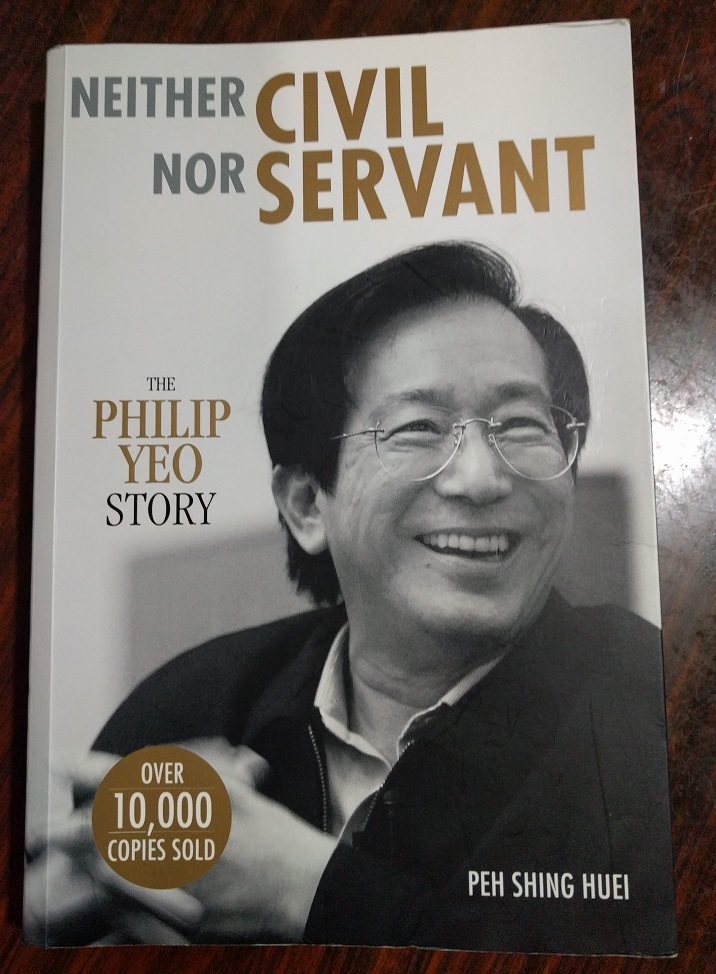 NEITHER CIVIL
NOR SERVANT
THE
PHILIP
YEO
STORY
OVER
10,000
COPIES SOLD
PEH SHING HUEI